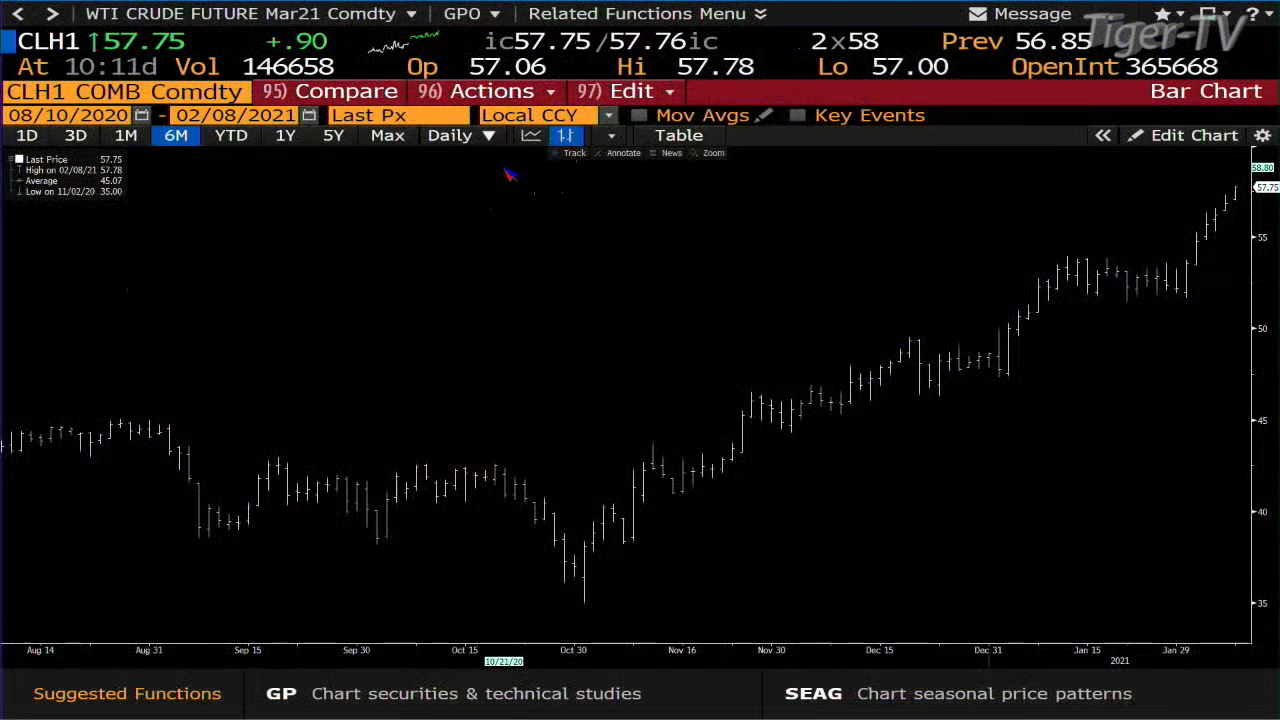 WTI CRUDE FUTURE Mar21 Comdty GPO Related Functions Menu Message ?
Tiger-TV
CLH1 ↑57.75 +.90 ic57.75/57.76ic 2x58 Prev 56.85
At 10:11d Vol 146658 Op 57.06 Hi 57.78 Lo 57.00 OpenInt 365668
CLH1 COMB Comdty 95) Compare 96) Actions 97) Edit Bar Chart
08/10/2020 - 02/08/2021 Last Px Local CCY Mov Avgs Key Events
1D 3D 1M 6M YTD 1Y 5Y Max Daily ▼ Table « Edit Chart
Track Annotate News Zoom
Last Price 57.75
High on 02/08/21 57.78
Average 45.07
Low on 11/02/20 35.00
58.80
57.75
55
50
45
40
35
Aug 14 Aug 31 Sep 15 Sep 30 Oct 15 Oct 30 Nov 16 Nov 30 Dec 15 Dec 31 Jan 15 Jan 29
10/21/20 2021
Suggested Functions GP Chart securities & technical studies SEAG Chart seasonal price patterns